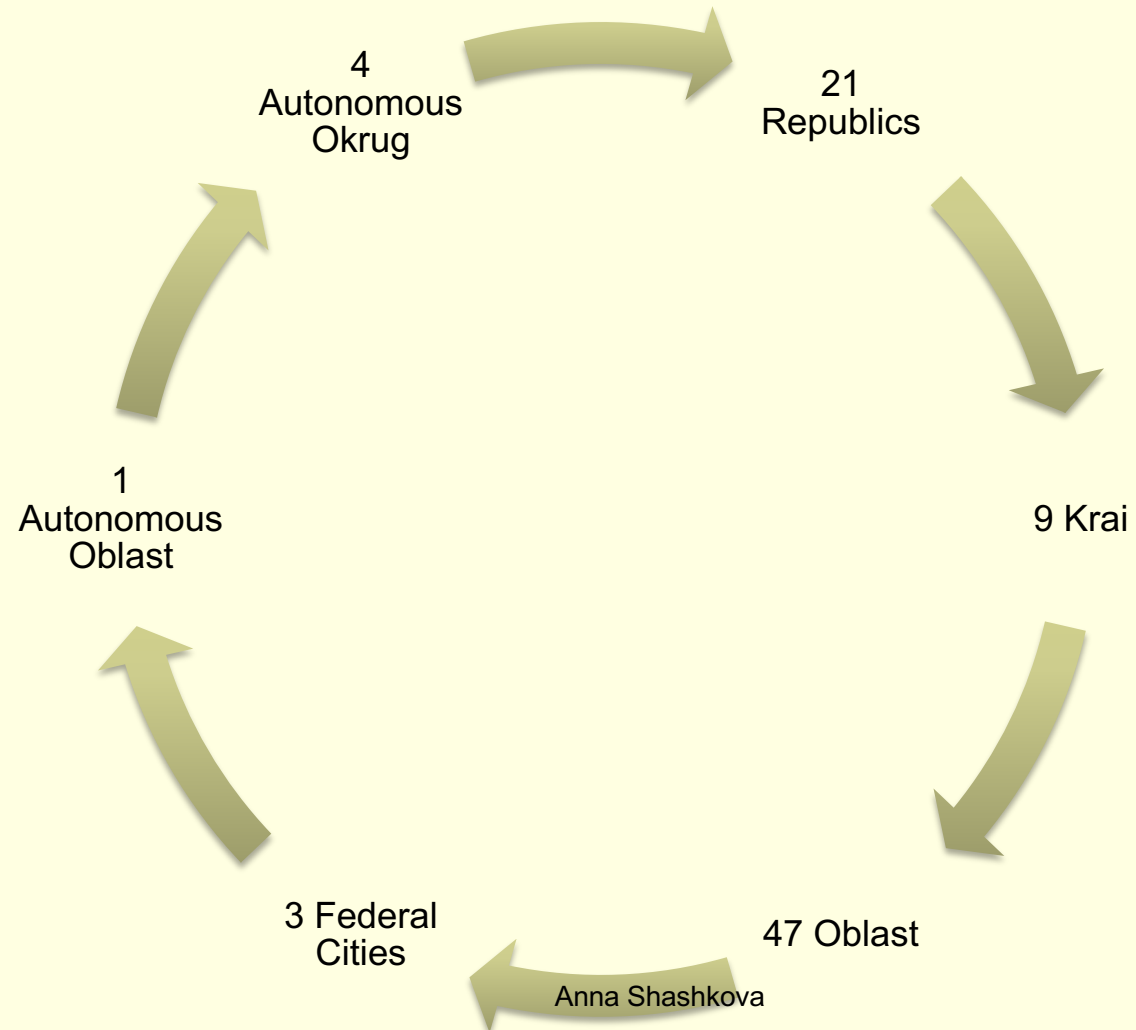 4
Autonomous
Okrug
21
Republics
9 Krai
47 Oblast
3 Federal
Cities
1
Autonomous
Oblast
Anna Shashkova